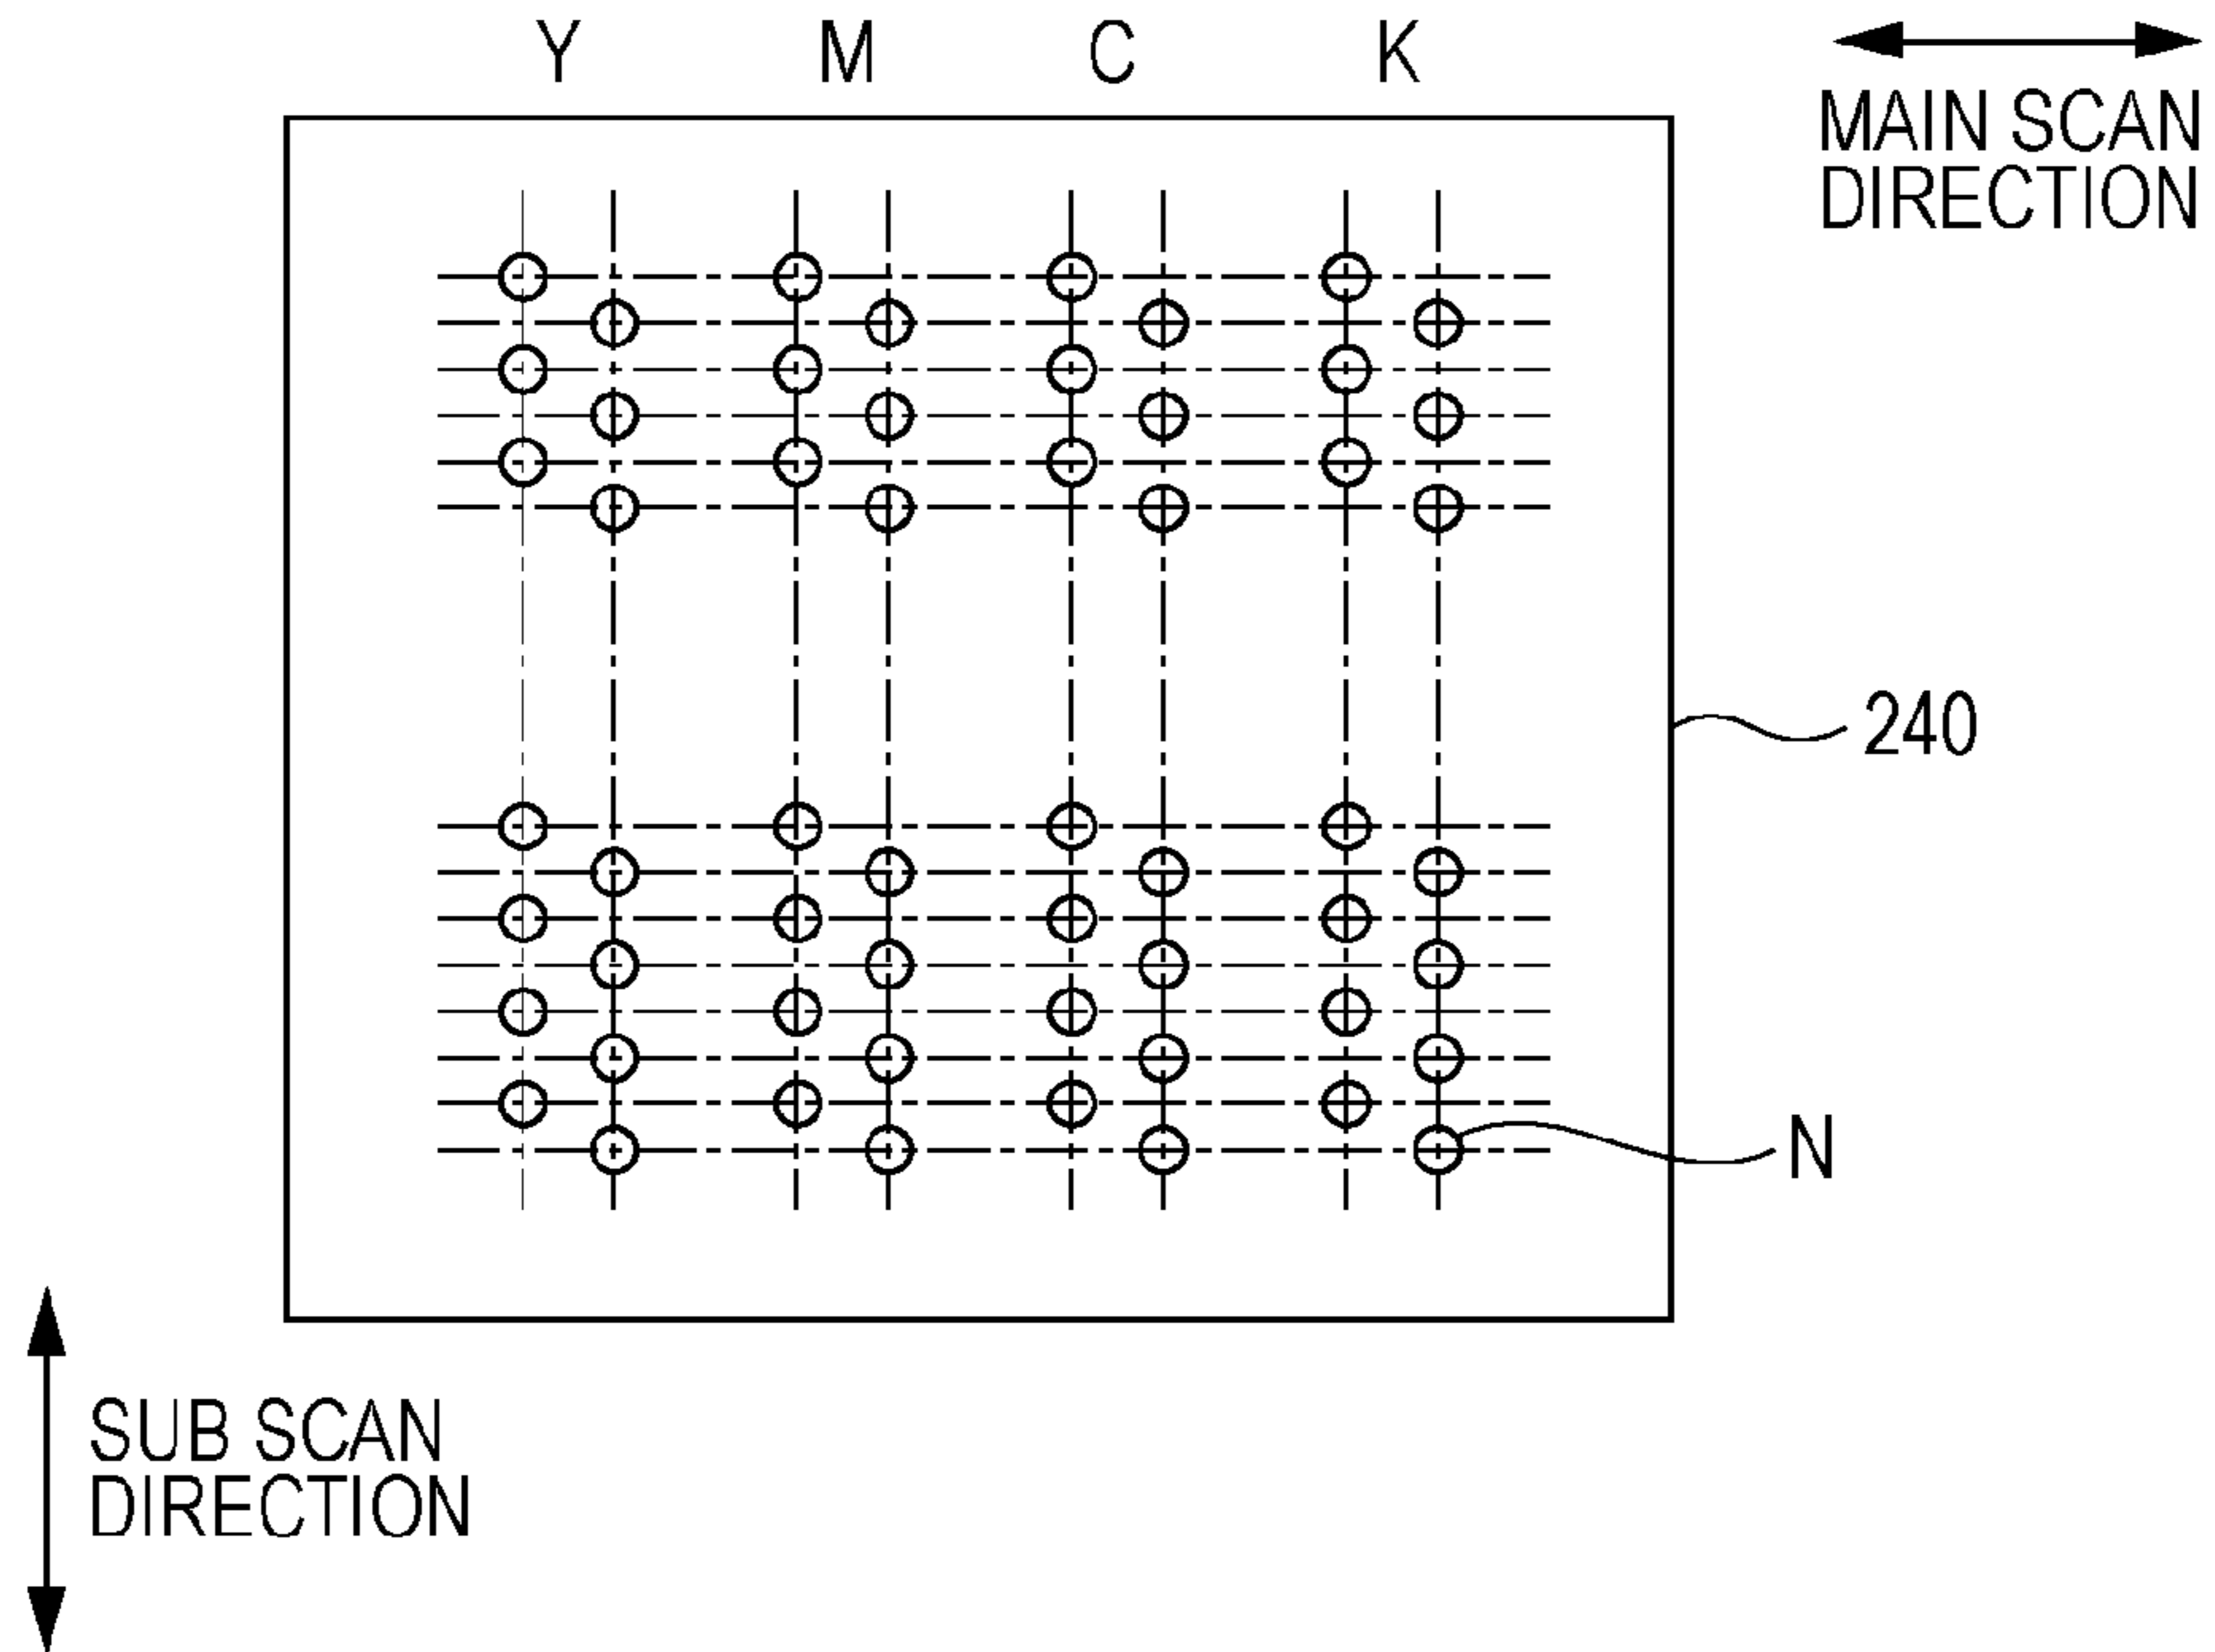 Y M C K
MAIN SCAN
DIRECTION
240
N
SUB SCAN
DIRECTION